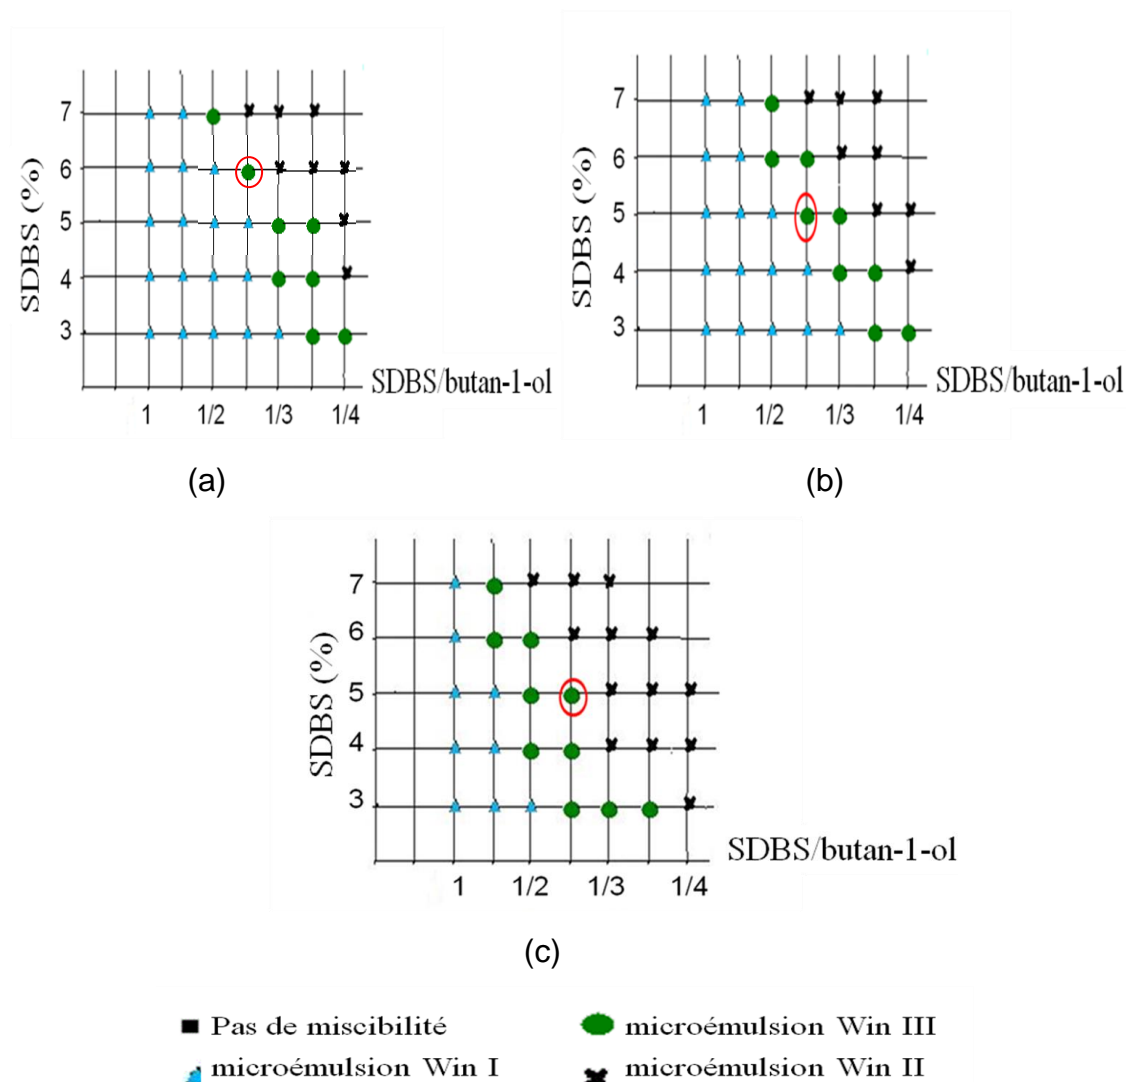 7
6
5
4
3
SDBS (%)
SDBS/butan-1-ol
1 1/2 1/3 1/4
(a)
7
6
5
4
3
SDBS (%)
SDBS/butan-1-ol
1 1/2 1/3 1/4
(b)
7
6
5
4
3
SDBS (%)
SDBS/butan-1-ol
1 1/2 1/3 1/4
(c)
Pas de miscibilité
microémulsion Win III
microémulsion Win I
microémulsion Win II